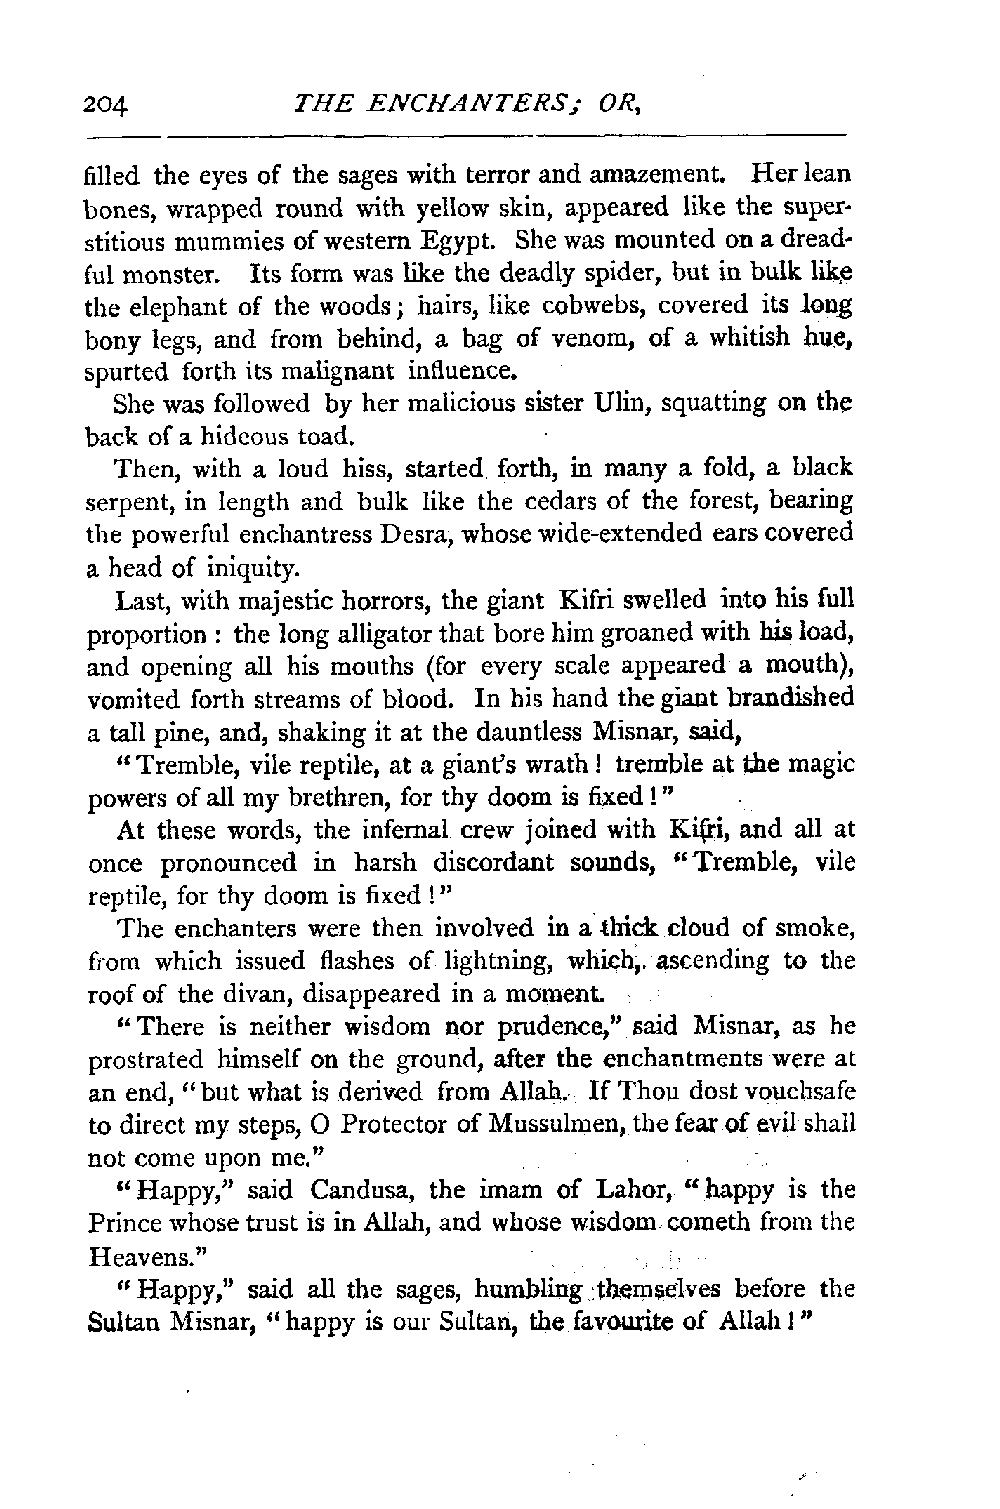 204 THE ENCHANTERS; OR,
filled the eyes of the sages with terror and amazement. Her lean
bones, wrapped round with yellow skin, appeared like the super-
stitious mummies of western Egypt. She was mounted on a dread-
ful monster. Its form was like the deadly spider, but in bulk like
the elephant of the woods; hairs, like cobwebs, covered its long
bony legs, and from behind, a bag of venom, of a whitish hue,
spurted forth its malignant influence.
She was followed by her malicious sister Ulin, squatting on the
back of a hideous toad.
Then, with a loud hiss, started forth, in many a fold, a black
serpent, in length and bulk like the cedars of the forest, bearing
the powerful enchantress Desra, whose wide-extended ears covered
a head of iniquity.
Last, with majestic horrors, the giant Kifri swelled into his full
proportion : the long alligator that bore him groaned with his load,
and opening all his mouths (for every scale appeared a mouth),
vomited forth streams of blood. In his hand the giant brandished
a tall pine, and, shaking it at the dauntless Misnar, said,
"Tremble, vile reptile, at a giant's wrath! tremble at the magic
powers of all my brethren, for thy doom is fixed!"
At these words, the infernal crew joined with Kifri, and all at
once pronounced in harsh discordant sounds, "Tremble, vile
reptile, for thy doom is fixed!"
The enchanters were then involved in a thick cloud of smoke,
from which issued flashes of lightning, which, ascending to the
roof of the divan, disappeared in a moment.
"There is neither wisdom nor prudence," said Misnar, as he
prostrated himself on the ground, after the enchantments were at
an end, "but what is derived from Allah. If Thou dost vouchsafe
to direct my steps, O Protector of Mussulmen, the fear of evil shall
not come upon me."
"Happy," said Candusa, the imam of Lahor, "happy is the
Prince whose trust is in Allah, and whose wisdom cometh from the
Heavens."
"Happy," said all the sages, humbling themselves before the
Sultan Misnar, "happy is our Sultan, the favourite of Allah!"